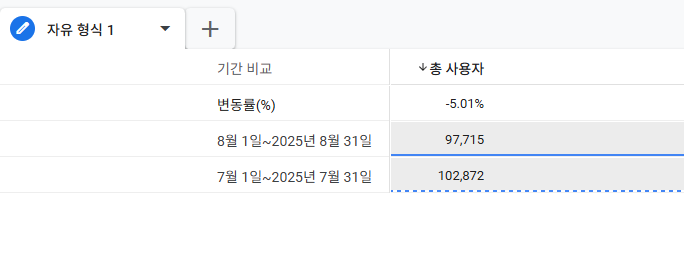 자유 형식 1
기간 비교 ↓총 사용자
변동률(%) -5.01%
8월 1일~2025년 8월 31일 97,715
7월 1일~2025년 7월 31일 102,872